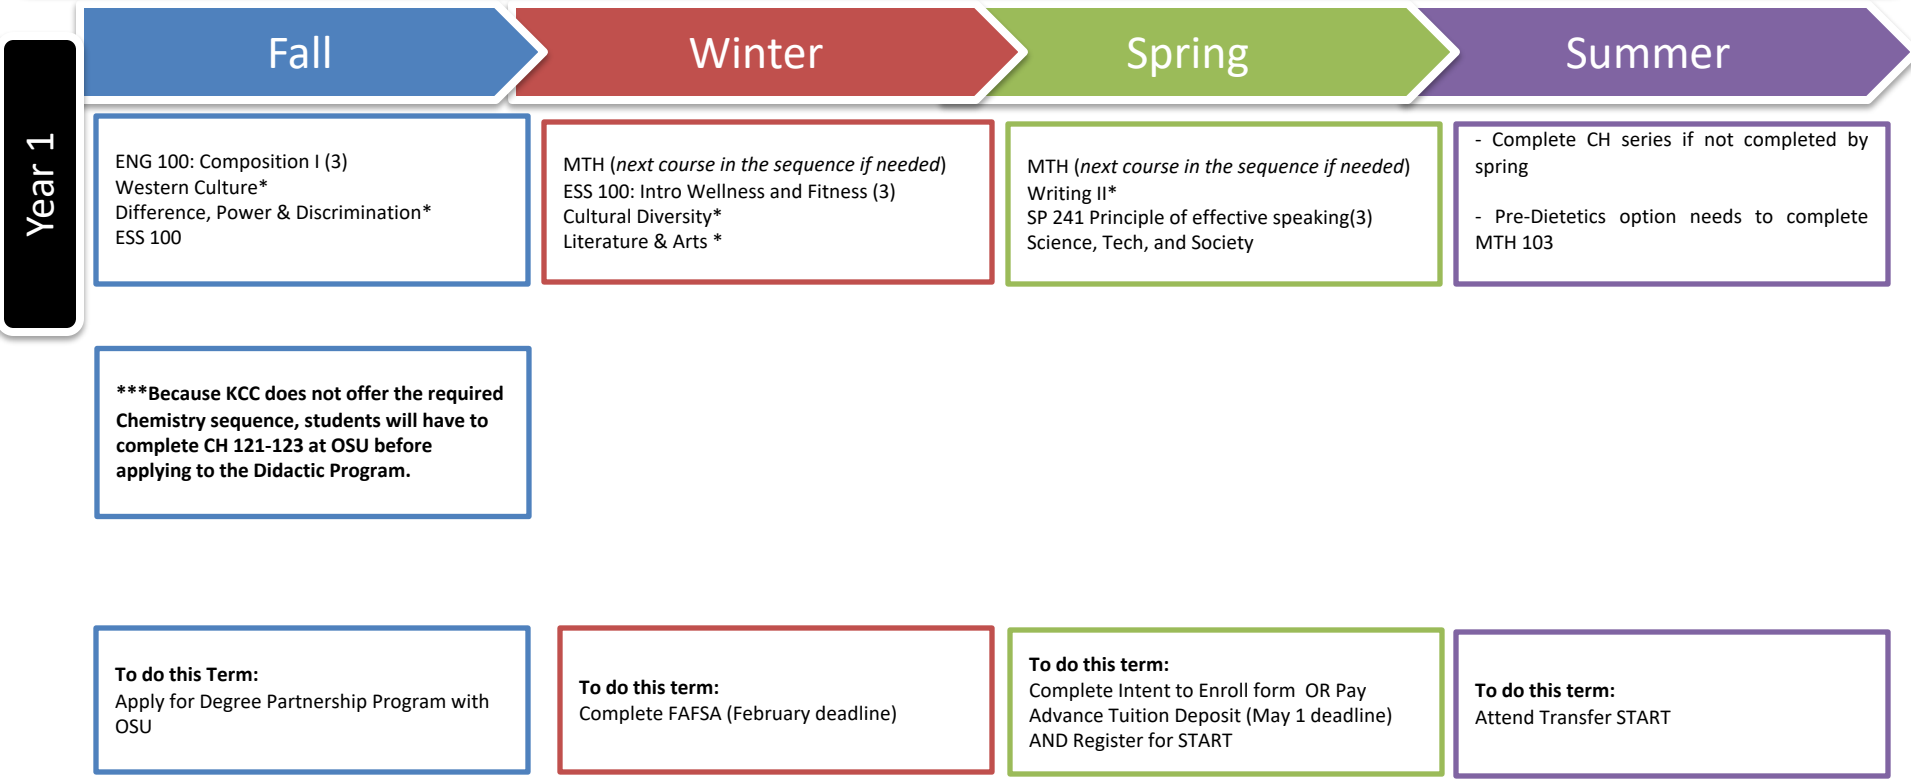 Fall
Winter
Spring
Summer
Year 1
ENG 100: Composition I (3)
Western Culture*
Difference, Power & Discrimination*
ESS 100
MTH (next course in the sequence if needed)
ESS 100: Intro Wellness and Fitness (3)
Cultural Diversity*
Literature & Arts *
MTH (next course in the sequence if needed)
Writing II*
SP 241 Principle of effective speaking(3)
Science, Tech, and Society
- Complete CH series if not completed by
spring
- Pre-Dietetics option needs to complete
MTH 103
***Because KCC does not offer the required
Chemistry sequence, students will have to
complete CH 121-123 at OSU before
applying to the Didactic Program.
To do this Term:
Apply for Degree Partnership Program with
OSU
To do this term:
Complete FAFSA (February deadline)
To do this term:
Complete Intent to Enroll form  OR Pay
Advance Tuition Deposit (May 1 deadline)
AND Register for START
To do this term:
Attend Transfer START